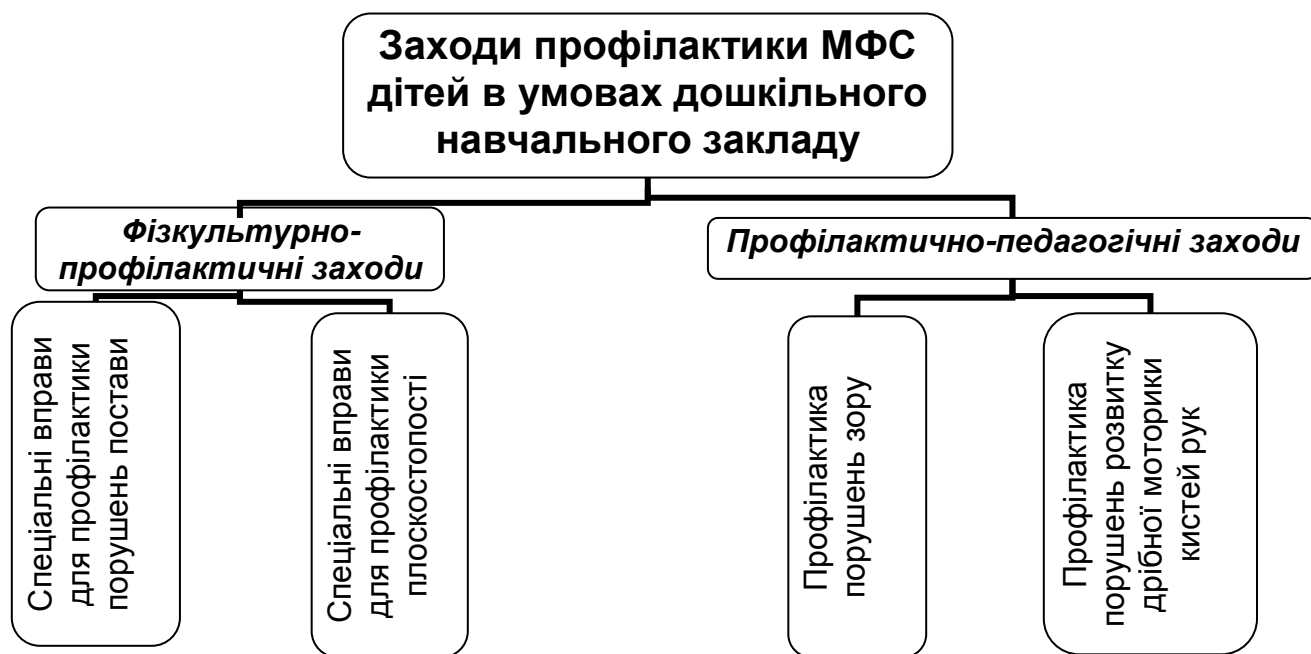 Заходи профілактики МФС
дітей в умовах дошкільного
навчального закладу
Фізкультурно-
профілактичні заходи
Профілактично-педагогічні заходи
Спеціальні вправи
для профілактики
порушень постави
Спеціальні вправи
для профілактики
плоскостопості
Профілактика
порушень зору
Профілактика
порушень розвитку
дрібної моторики
кистей рук